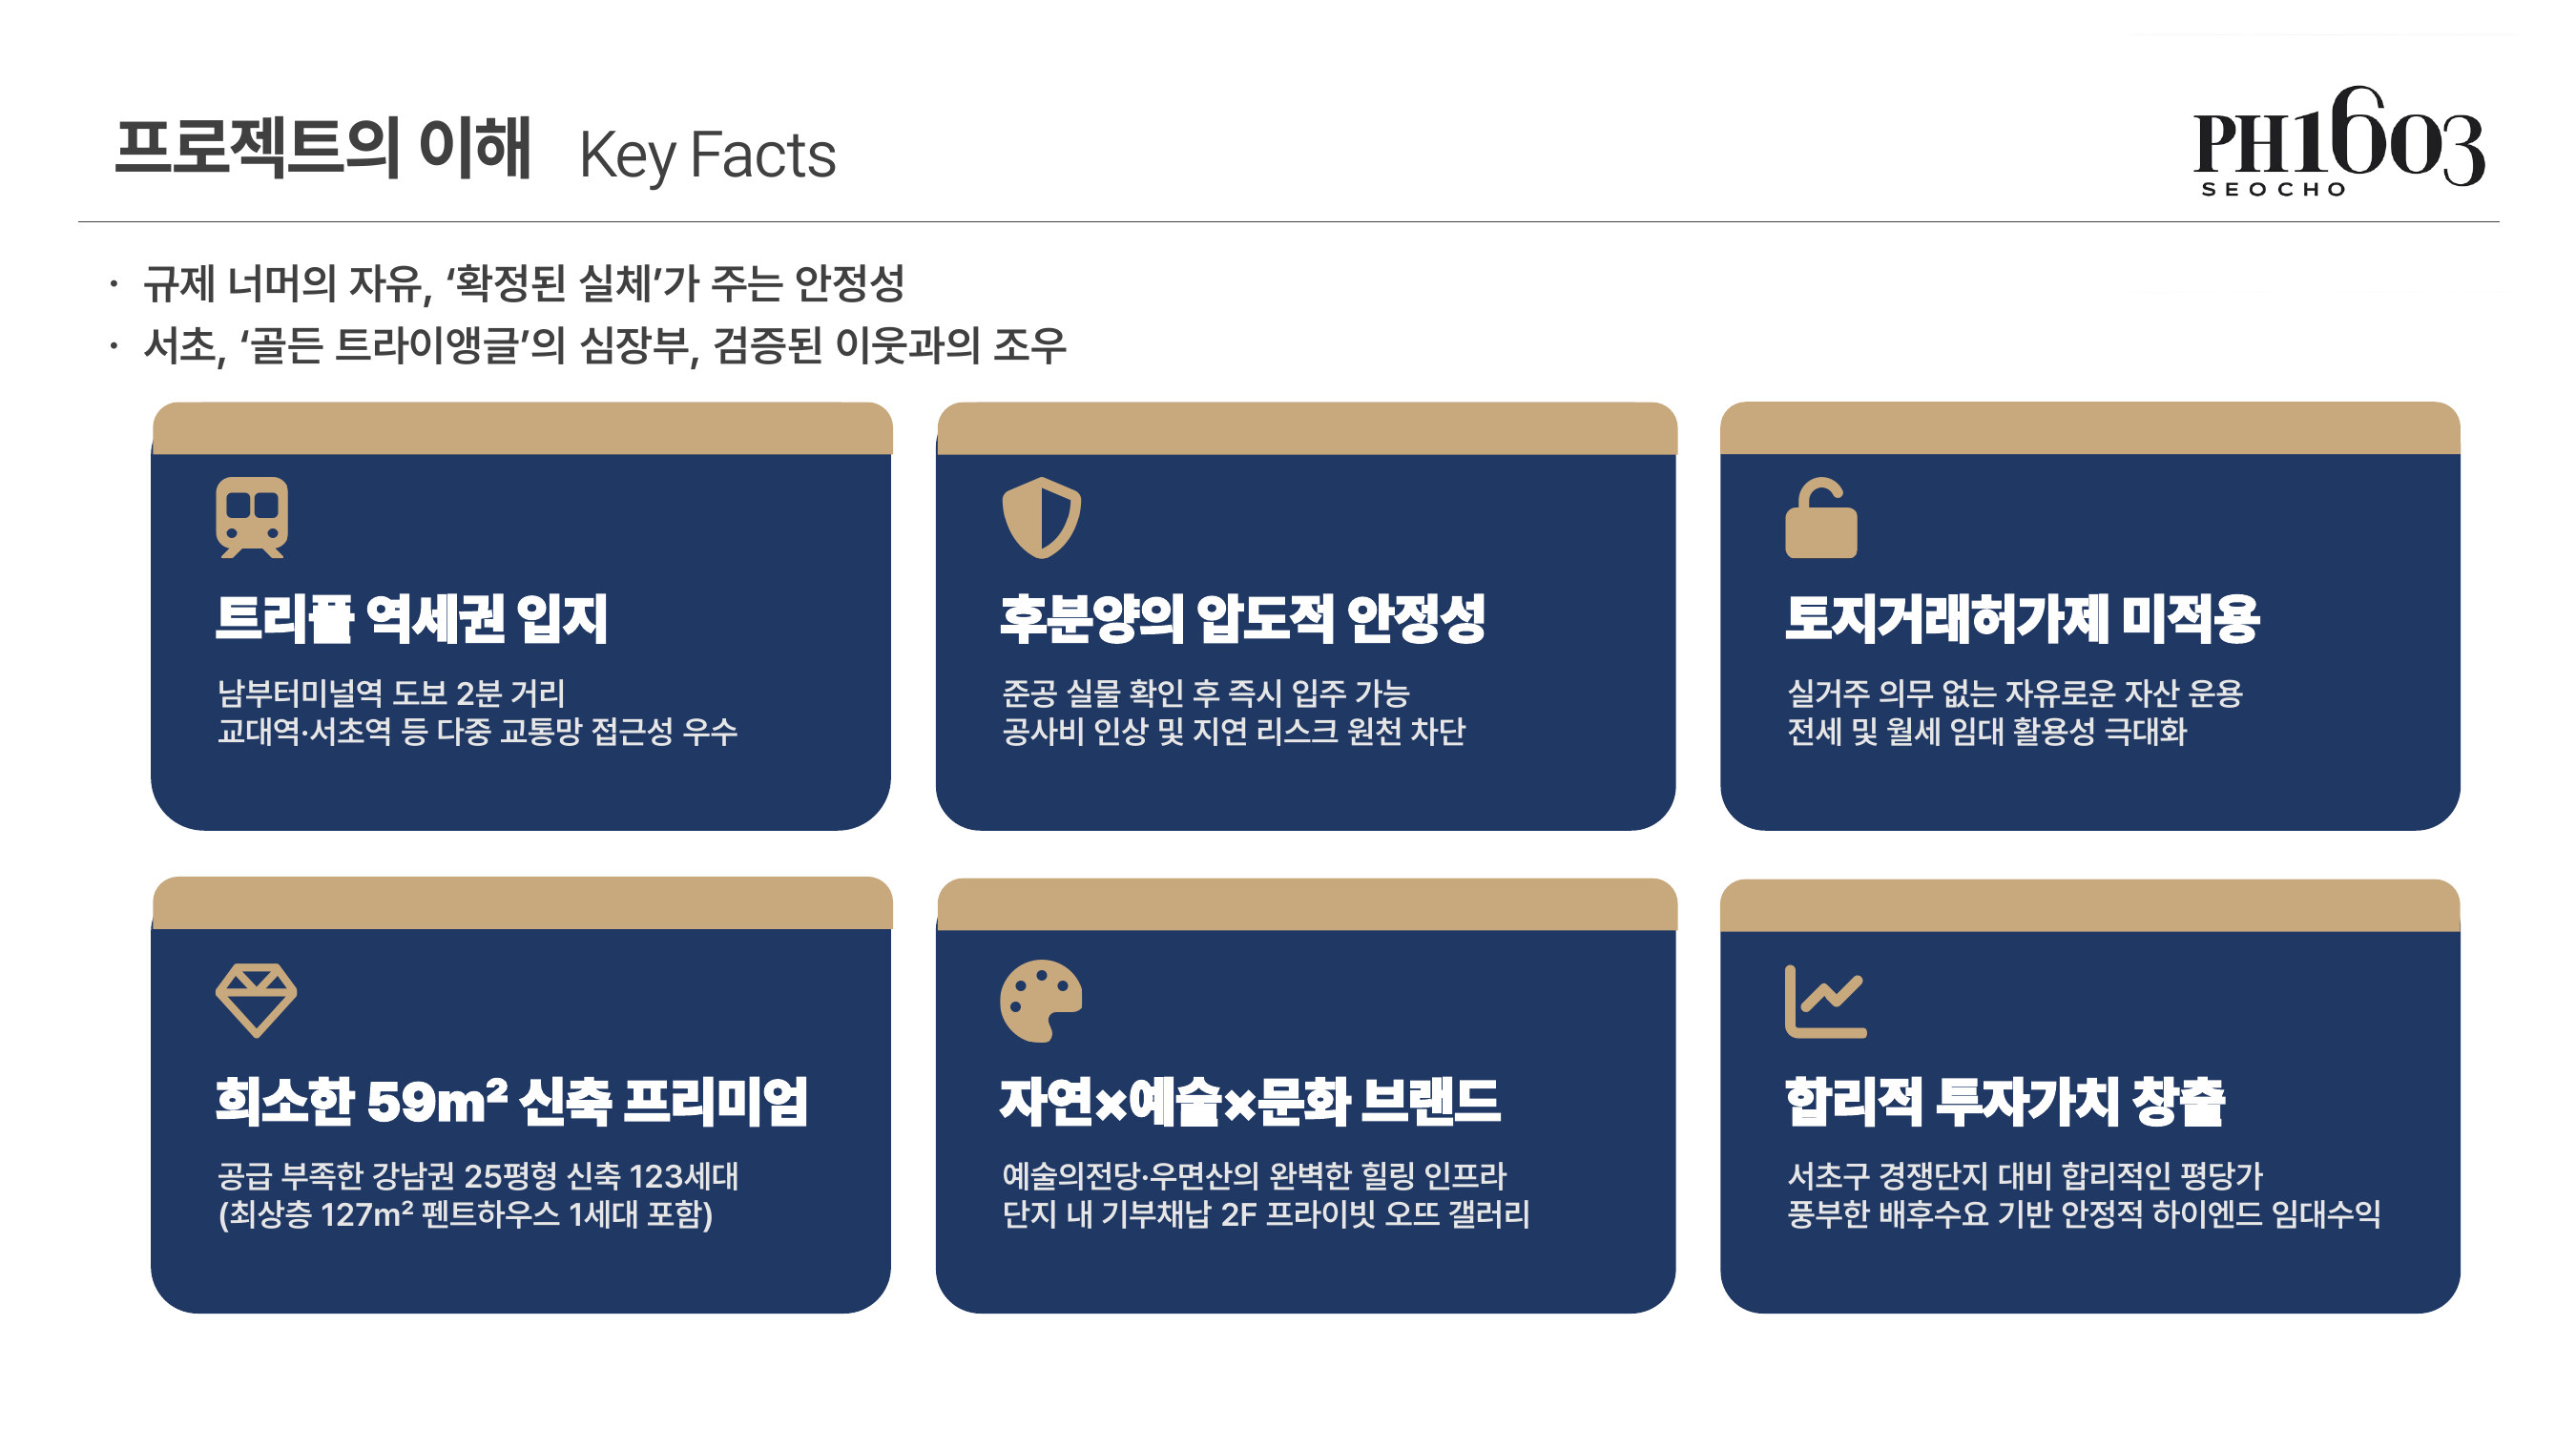 프로젝트의 이해 Key Facts
PH1603
SEOCHO
· 규제 너머의 자유, ‘확정된 실체’가 주는 안정성
· 서초, ‘골든 트라이앵글’의 심장부, 검증된 이웃과의 조우
트리플 역세권 입지
남부터미널역 도보 2분 거리
교대역·서초역 등 다중 교통망 접근성 우수
후분양의 압도적 안정성
준공 실물 확인 후 즉시 입주 가능
공사비 인상 및 지연 리스크 원천 차단
토지거래허가제 미적용
실거주 의무 없는 자유로운 자산 운용
전세 및 월세 임대 활용성 극대화
희소한 59m² 신축 프리미엄
공급 부족한 강남권 25평형 신축 123세대
(최상층 127m² 펜트하우스 1세대 포함)
자연×예술×문화 브랜드
예술의전당·우면산의 완벽한 힐링 인프라
단지 내 기부채납 2F 프라이빗 오뜨 갤러리
합리적 투자가치 창출
서초구 경쟁단지 대비 합리적인 평당가
풍부한 배후수요 기반 안정적 하이엔드 임대수익